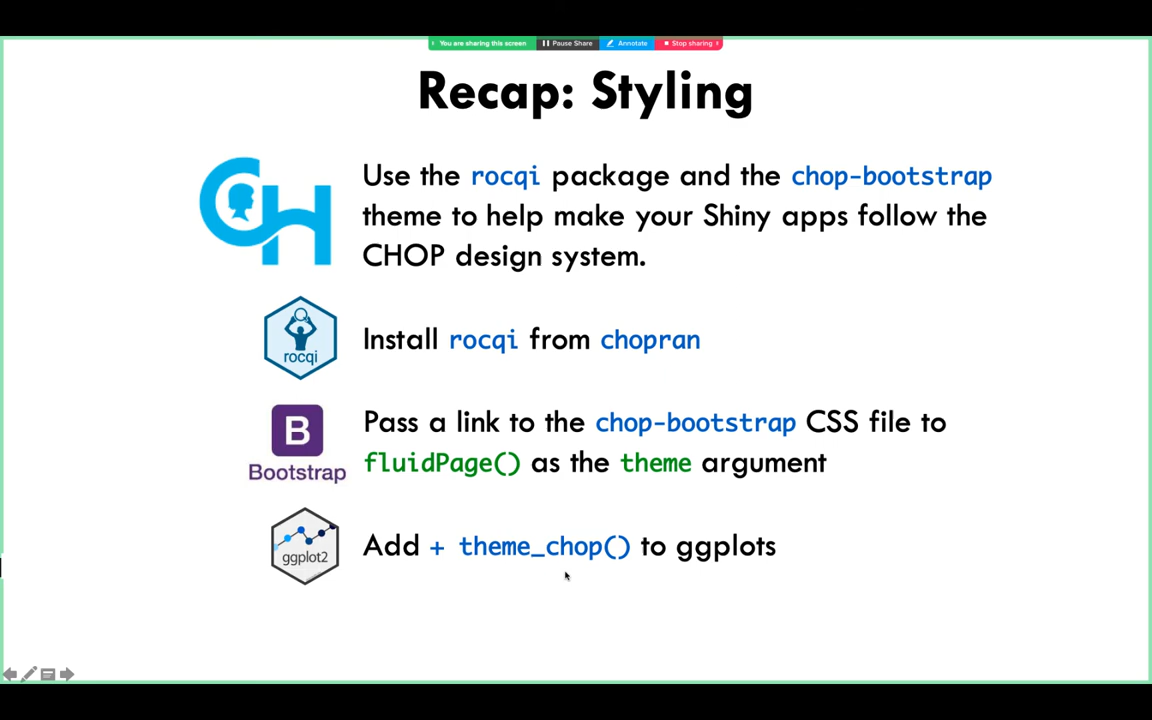 You are sharing this screen Pause Share Annotate Stop sharing
Recap: Styling
CH
Use the rocqi package and the chop-bootstrap
theme to help make your Shiny apps follow the
CHOP design system.
rocqi
Install rocqi from chopran
B
Bootstrap
Pass a link to the chop-bootstrap CSS file to
fluidPage() as the theme argument
ggplot2
Add + theme_chop() to ggplots